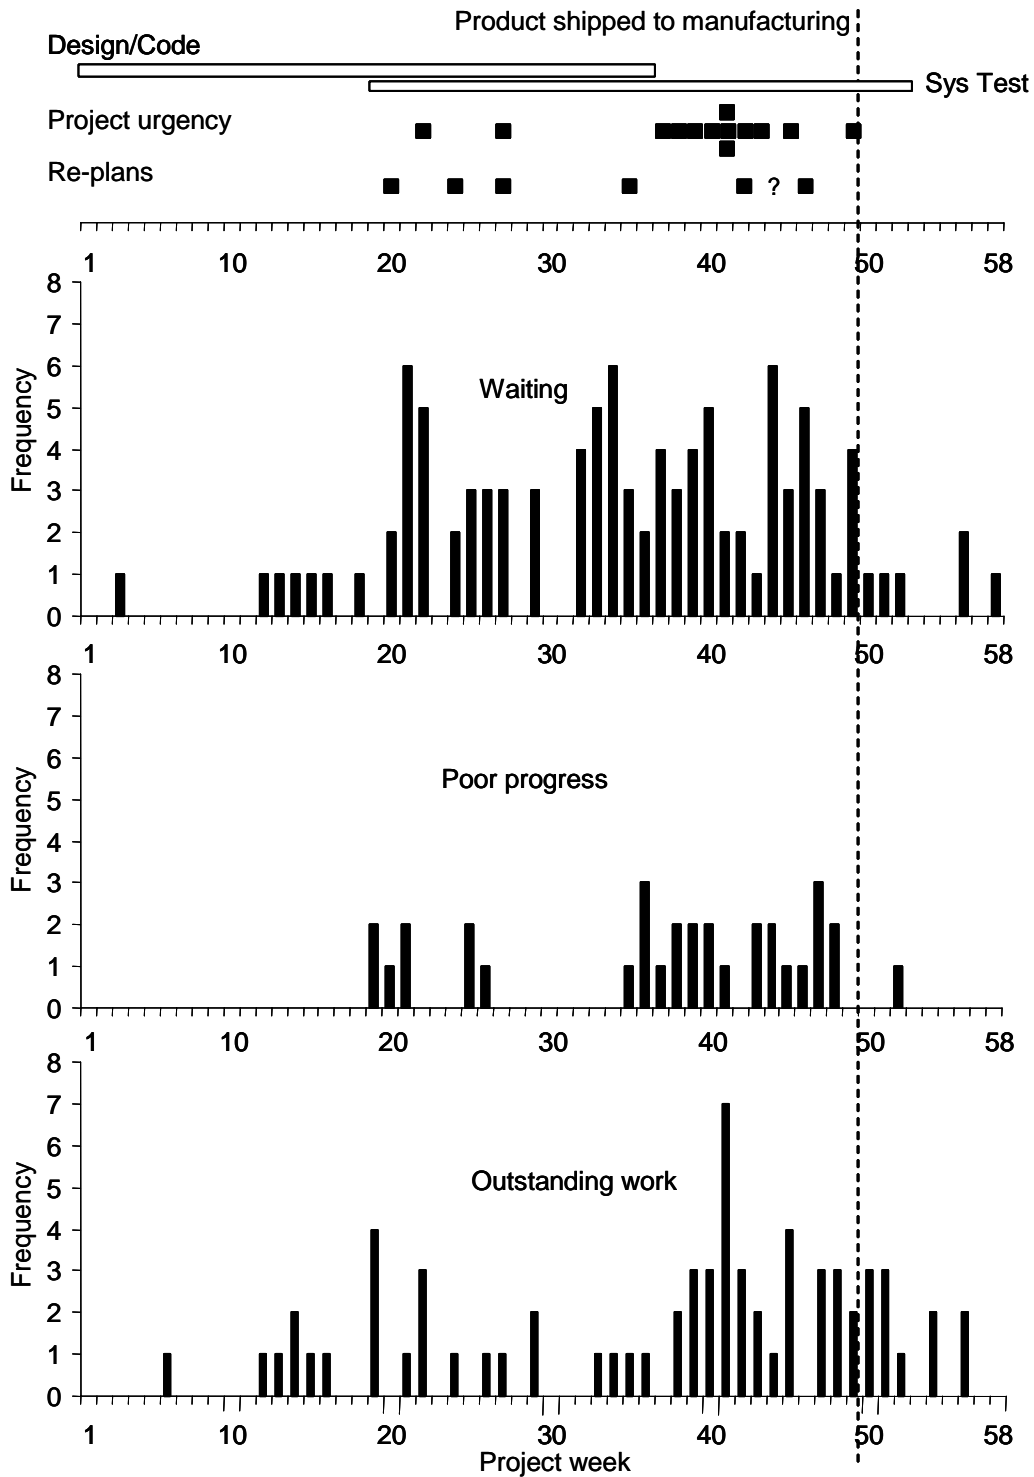 Product shipped to manufacturing
Design/Code
Sys Test
Project urgency
Re-plans
?
1 10 20 30 40 50 58
8
7
6
5
4
3
2
1
0
Frequency
Waiting
1 10 20 30 40 50 58
8
7
6
5
4
3
2
1
0
Frequency
Poor progress
1 10 20 30 40 50 58
8
7
6
5
4
3
2
1
0
Frequency
Outstanding work
1 10 20 30 40 50 58
Project week